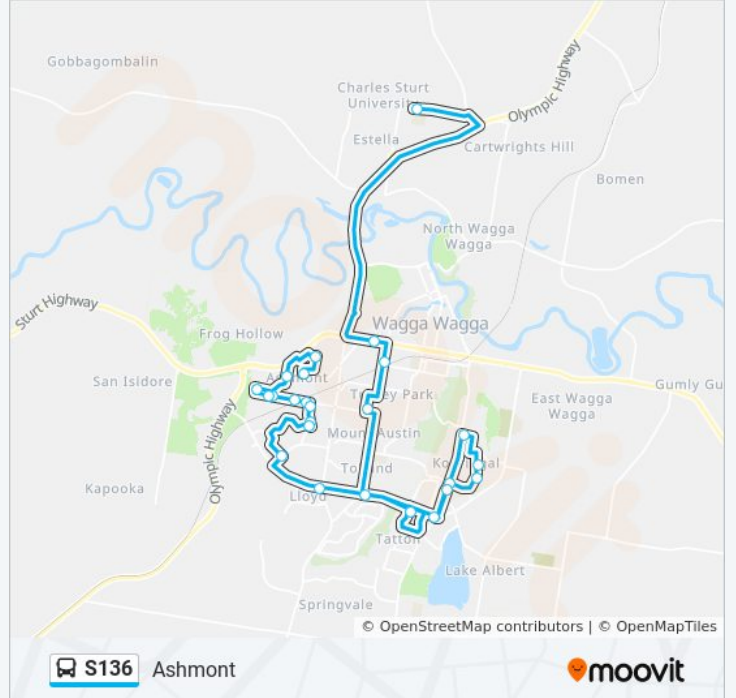 Gobbagombalin
Charles Sturt
University
Olympic Highway
Estella
Cartwrights Hill
Bomen
North Wagga
Wagga
Sturt Highway
Wagga Wagga
Frog Hollow
San Isidore
Gumly Gu
East Wagga
Wagga
Olympic Highway
Mount Austin
Kapooka
Lloyd
Tatton
Lake Albert
Springvale
© OpenStreetMap contributors | © OpenMapTiles
S136 Ashmont
moovit